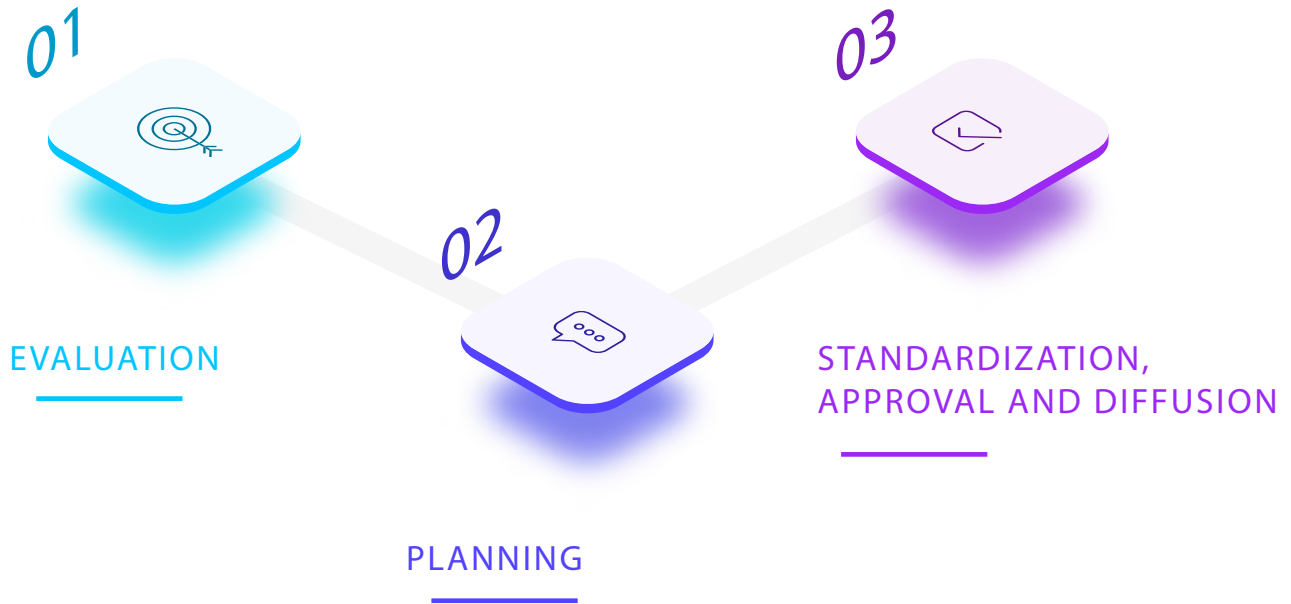 01
EVALUATION
02
PLANNING
03
STANDARDIZATION,
APPROVAL AND DIFFUSION